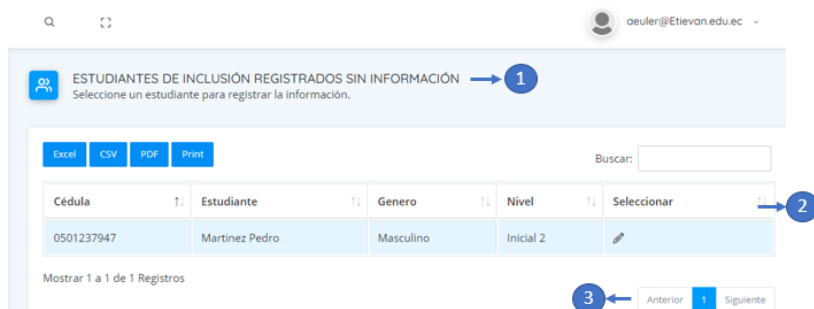 aeuler@Etievan.edu.ec
ESTUDIANTES DE INCLUSIÓN REGISTRADOS SIN INFORMACIÓN 1
Seleccione un estudiante para registrar la información.
Excel CSV PDF Print Buscar:
Cédula Estudiante Genero Nivel Seleccionar 2
0501237947 Martinez Pedro Masculino Inicial 2
Mostrar 1 a 1 de 1 Registros
3 Anterior 1 Siguiente